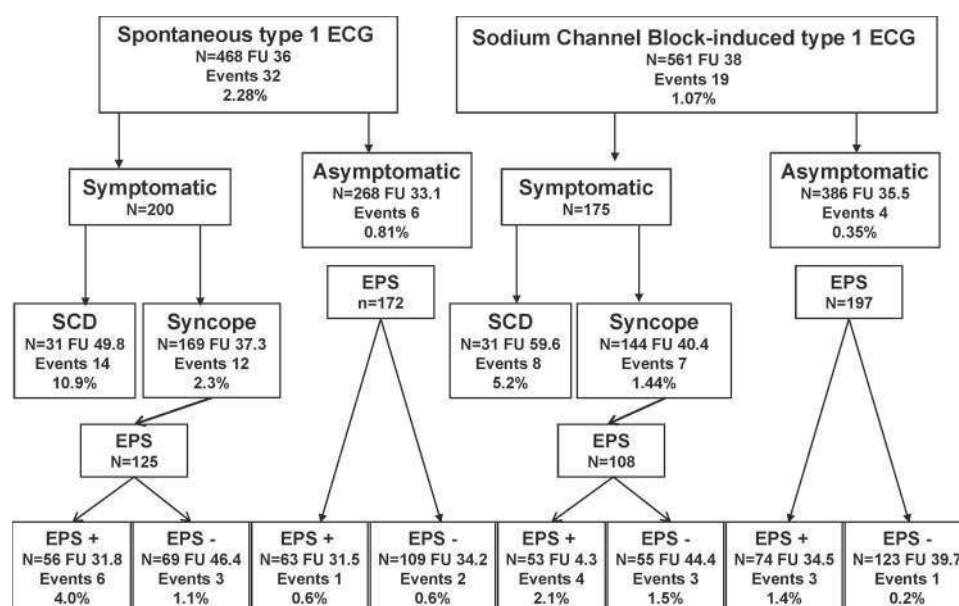 Spontaneous type 1 ECG
N=468 FU 36
Events 32
2.28%
Sodium Channel Block-induced type 1 ECG
N=561 FU 38
Events 19
1.07%
Symptomatic
N=200
Asymptomatic
N=268 FU 33.1
Events 6
0.81%
Symptomatic
N=175
Asymptomatic
N=386 FU 35.5
Events 4
0.35%
SCD
N=31 FU 49.8
Events 14
10.9%
Syncope
N=169 FU 37.3
Events 12
2.3%
EPS
n=172
SCD
N=31 FU 59.6
Events 8
5.2%
Syncope
N=144 FU 40.4
Events 7
1.44%
EPS
N=197
EPS
N=125
EPS
N=108
EPS +
N=56 FU 31.8
Events 6
4.0%
EPS -
N=69 FU 46.4
Events 3
1.1%
EPS +
N=63 FU 31.5
Events 1
0.6%
EPS -
N=109 FU 34.2
Events 2
0.6%
EPS +
N=53 FU 4.3
Events 4
2.1%
EPS -
N=55 FU 44.4
Events 3
1.5%
EPS +
N=74 FU 34.5
Events 3
1.4%
EPS -
N=123 FU 39.7
Events 1
0.2%